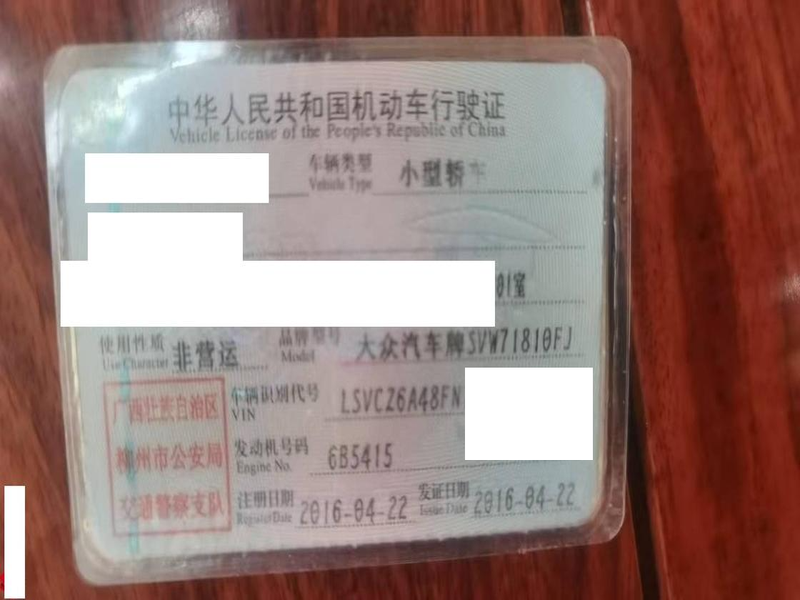 中华人民共和国机动车行驶证
Vehicle License of the People's Republic of China
车辆类型 小型轿车
Vehicle Type
01室
使用性质 非营运 品牌型号 大众汽车牌SVW71810FJ
Use Character Model
广西壮族自治区
柳州市公安局
交通警察支队
车辆识别代号 LSVCZ6A48FN
VIN
发动机号码 6B5415
Engine No.
注册日期 2016-04-22 发证日期 2016-04-22
Register Date Issue Date